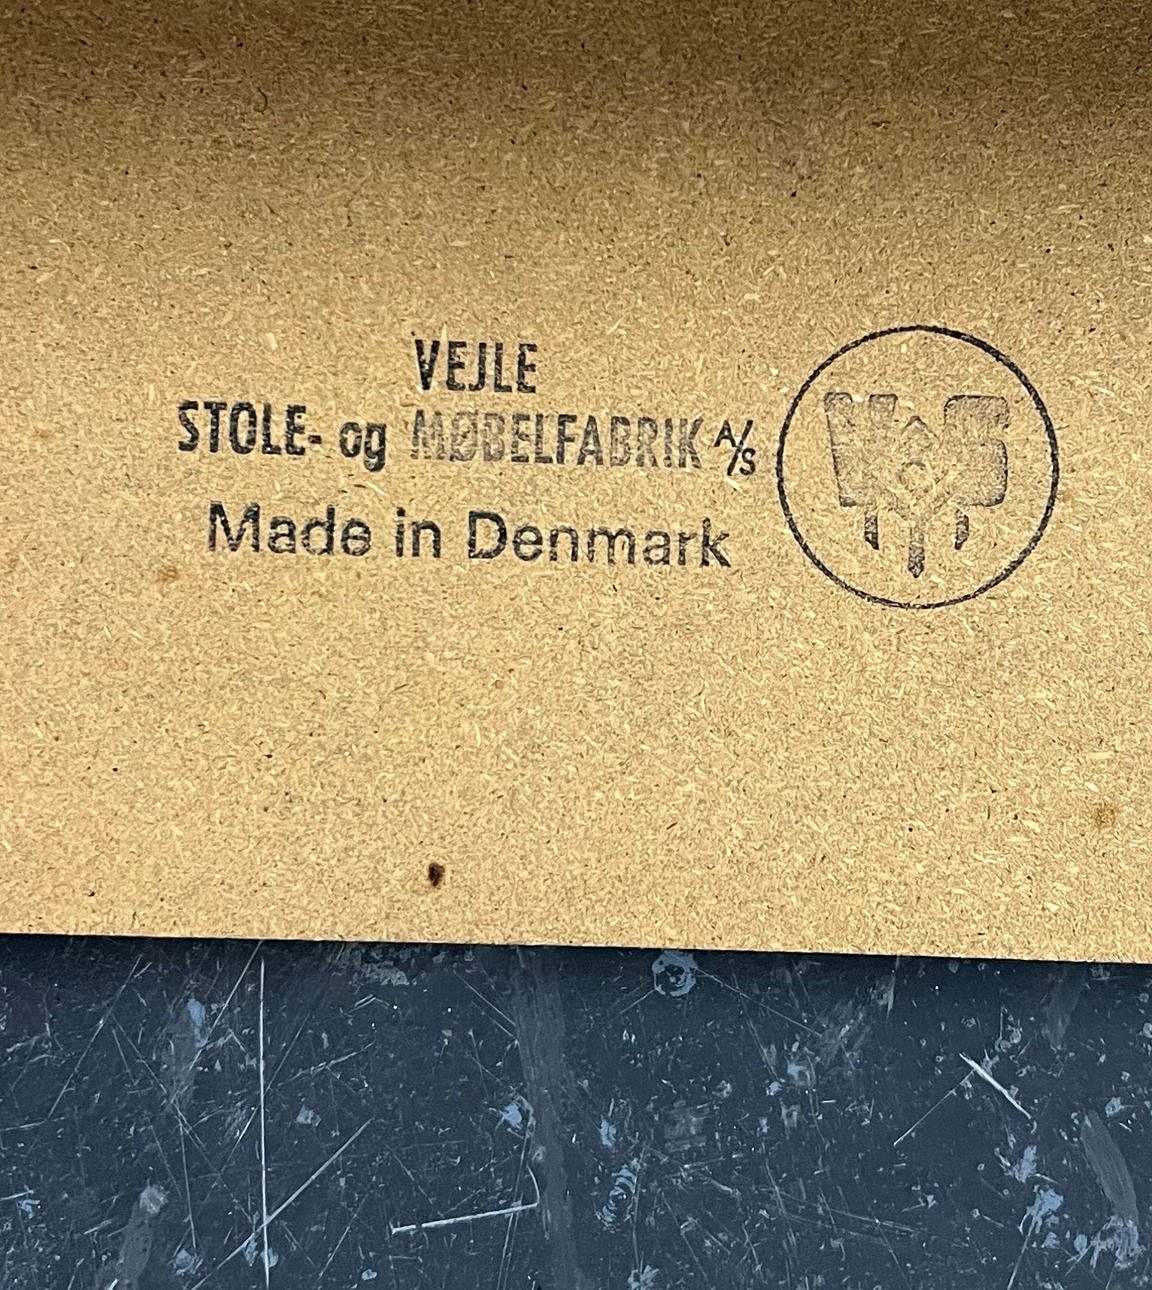 VEJLE
STOLE- og MØBELFABRIK A/S
Made in Denmark